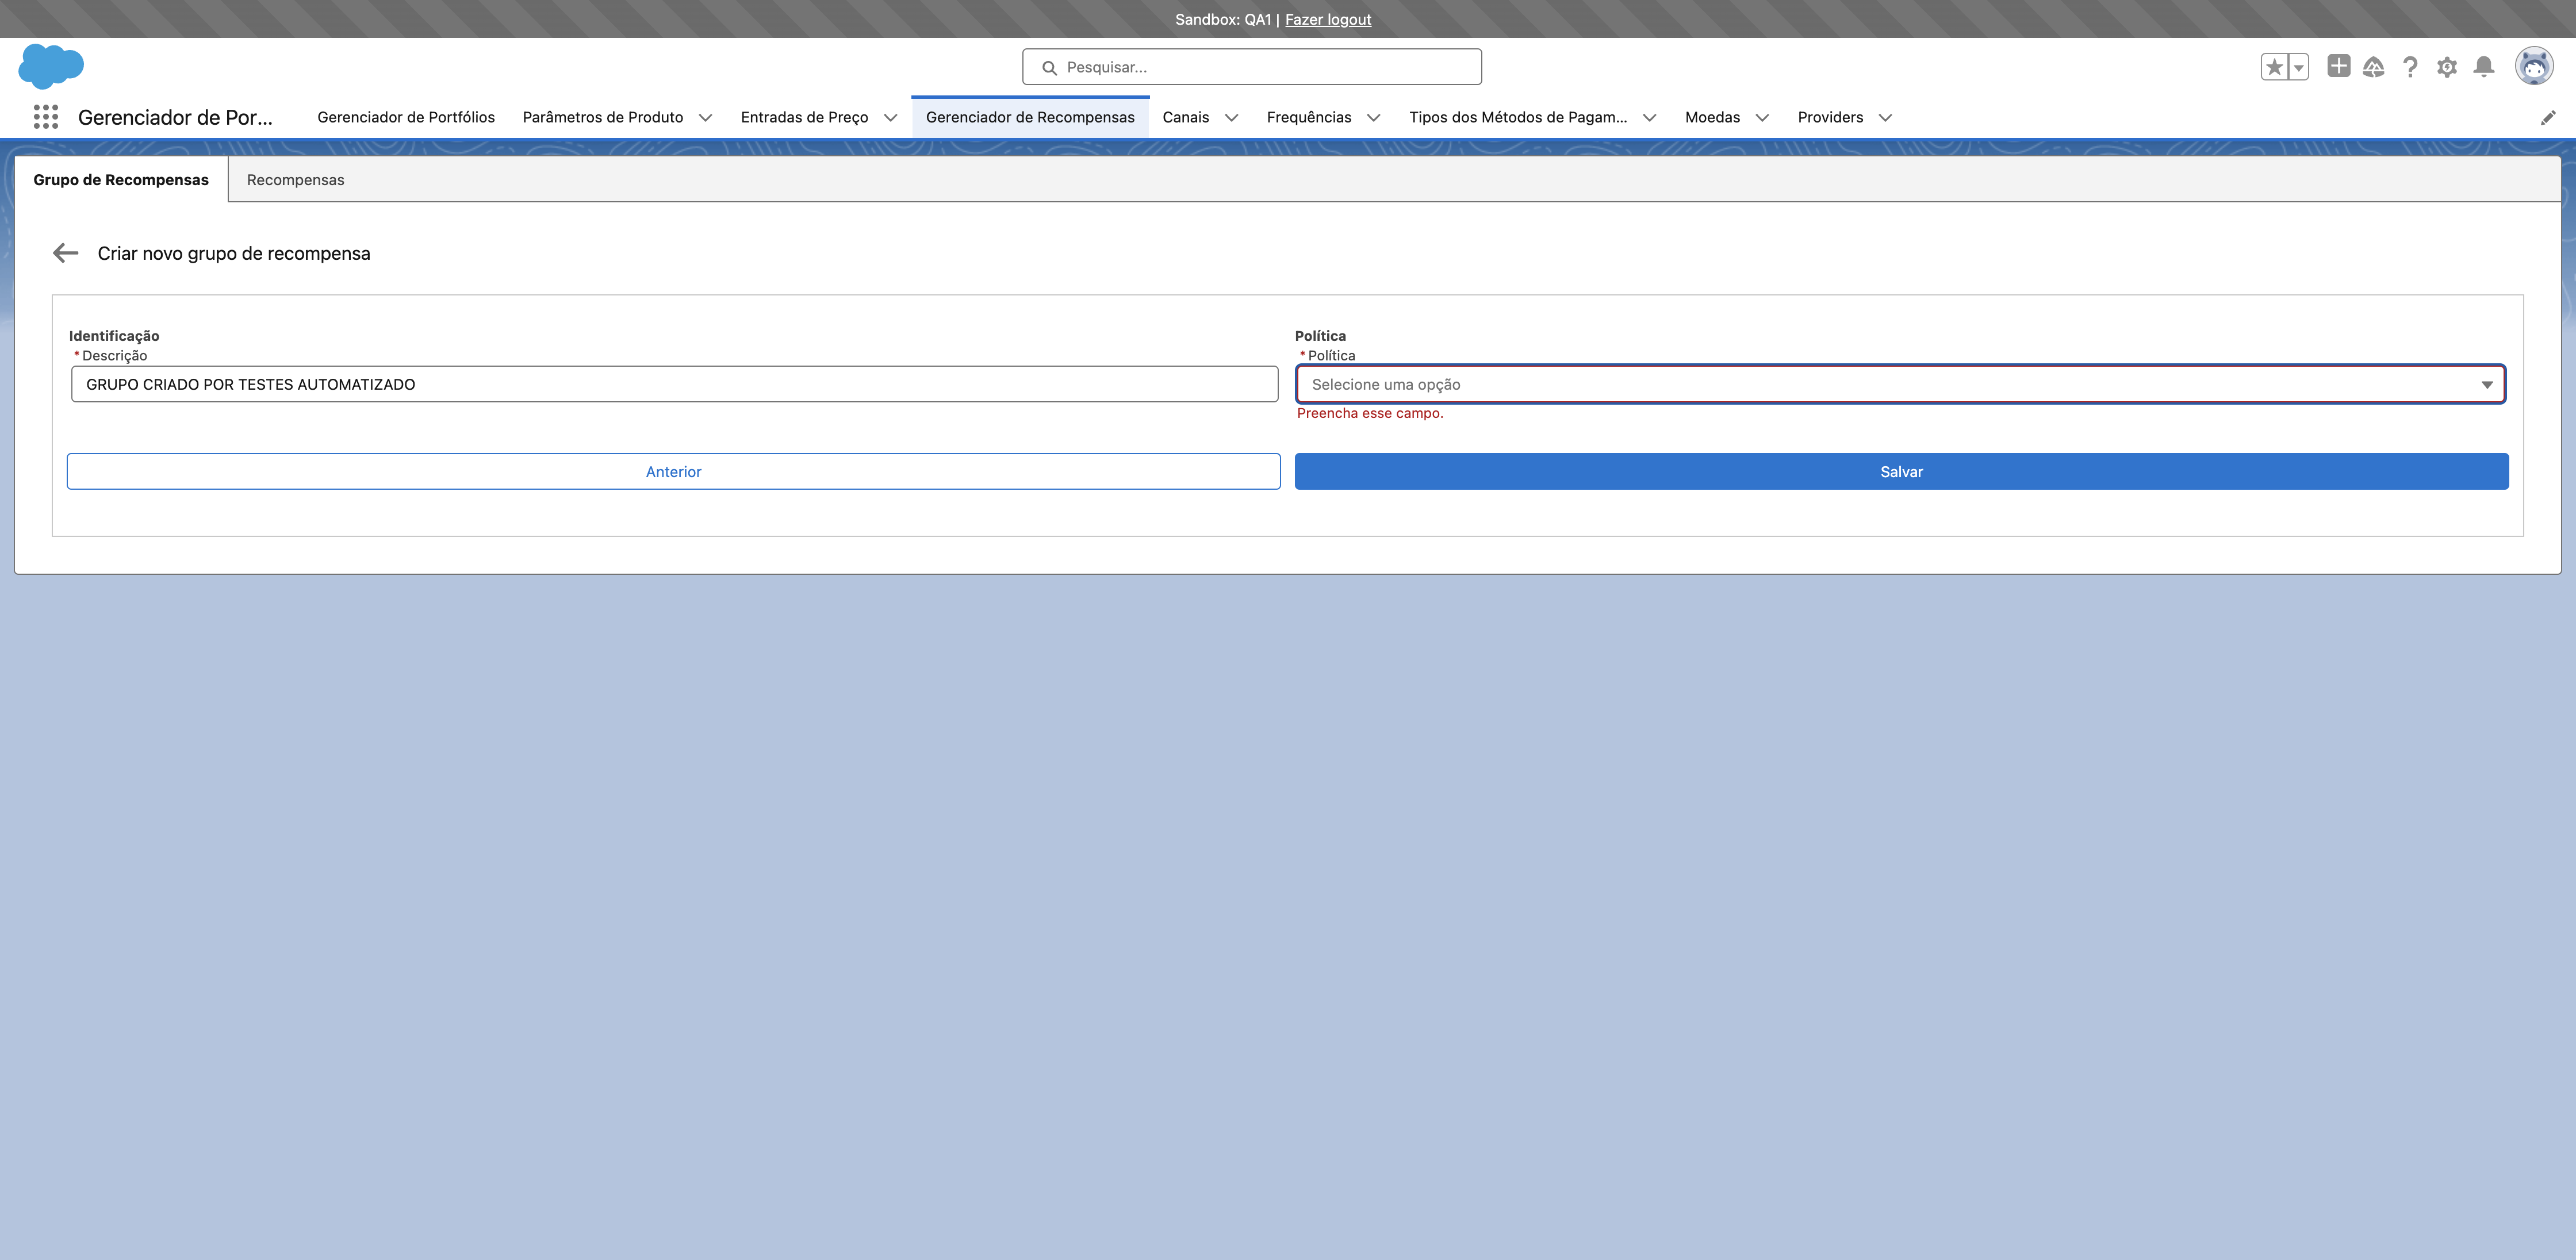 Sandbox: QA1 | Fazer logout
Pesquisar...
Gerenciador de Por...
Gerenciador de Portfólios
Parâmetros de Produto
Entradas de Preço
Gerenciador de Recompensas
Canais
Frequências
Tipos dos Métodos de Pagam...
Moedas
Providers
Grupo de Recompensas
Recompensas
Criar novo grupo de recompensa
Identificação
* Descrição
GRUPO CRIADO POR TESTES AUTOMATIZADO
Política
* Política
Selecione uma opção
Preencha esse campo.
Anterior
Salvar